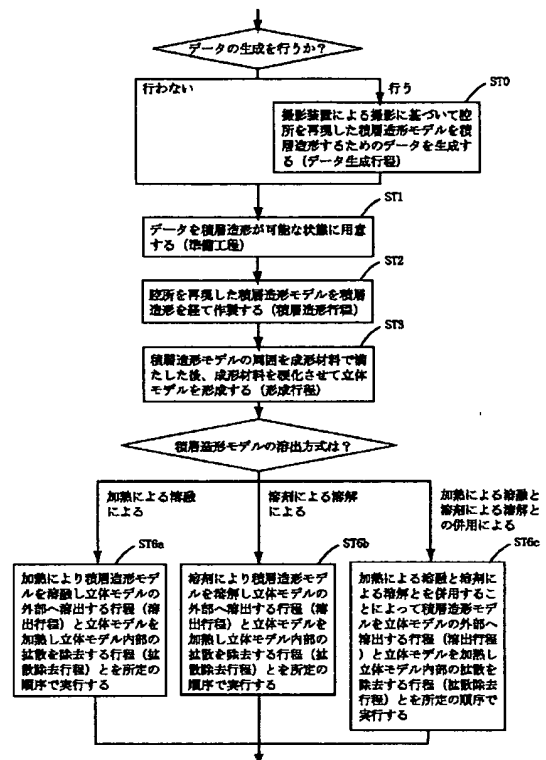 データの生成を行うか?
行わない
行う
ST0
撮影装置による撮影に基づいて腔
所を再現した積層造形モデルを積
層造形するためのデータを生成す
る(データ生成行程)
ST1
データを積層造形が可能な状態に用意
する(準備工程)
ST2
腔所を再現した積層造形モデルを積層
造形を経て作製する(積層造形行程)
ST3
積層造形モデルの周囲を成形材料で満
たした後、成形材料を硬化させて立体
モデルを形成する(形成行程)
積層造形モデルの溶出方式は?
加熱による溶融
による
溶剤による溶解
による
加熱による溶融と
溶剤による溶解と
の併用による
ST6a
加熱により積層造形モデ
ルを溶融し立体モデルの
外部へ溶出する行程(溶
出行程)と立体モデルを
加熱し立体モデル内部の
拡散を除去する行程(拡
散除去行程)とを所定の
順序で実行する
ST6b
溶剤により積層造形モデ
ルを溶解し立体モデルの
外部へ溶出する行程(溶
出行程)と立体モデルを
加熱し立体モデル内部の
拡散を除去する行程(拡
散除去行程)とを所定の
順序で実行する
ST6c
加熱による溶融と溶剤によ
る溶解とを併用するこ
とによって積層造形モデル
を立体モデルの外部へ
溶出する行程(溶出行程
)と立体モデルを加熱し
立体モデル内部の拡散を
除去する行程(拡散除去
行程)とを所定の順序で
実行する